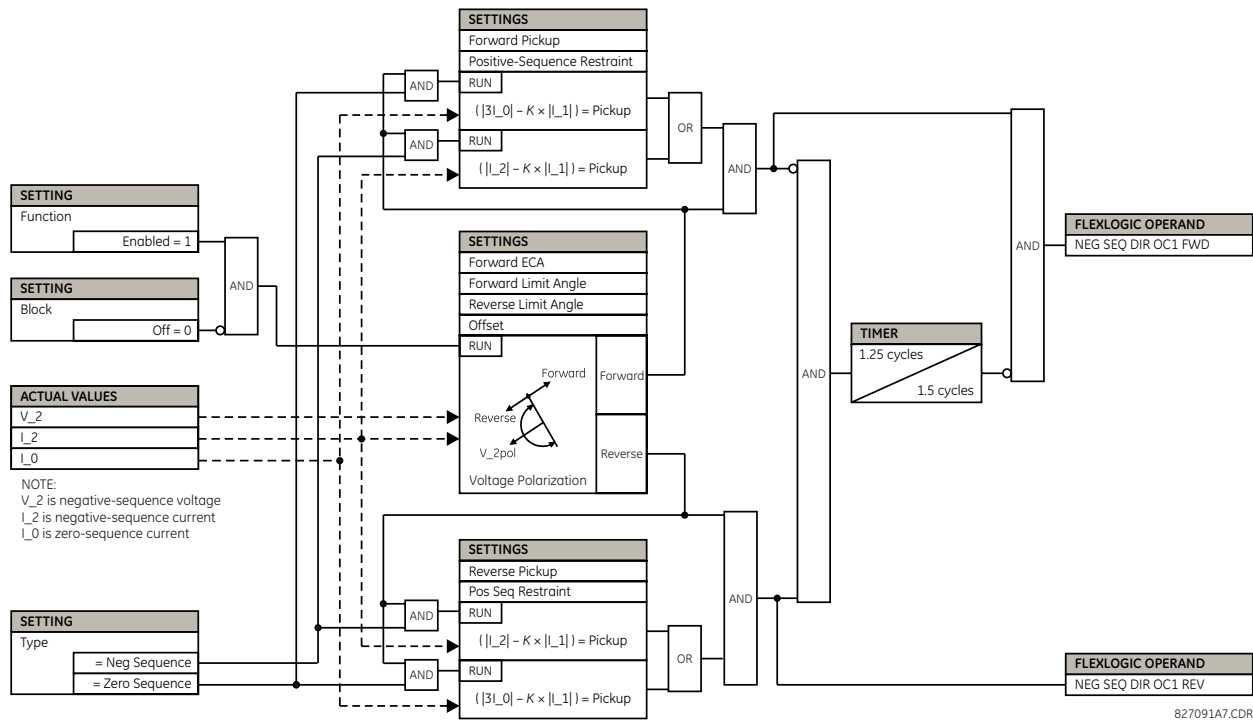 SETTINGS
Forward Pickup
Positive-Sequence Restraint
RUN
( |3I_0| – K × |I_1| ) = Pickup
RUN
( |I_2| – K × |I_1| ) = Pickup
AND
AND
OR
AND
SETTING
Function
Enabled = 1
SETTING
Block
Off = 0
AND
ACTUAL VALUES
V_2
I_2
I_0
NOTE:
V_2 is negative-sequence voltage
I_2 is negative-sequence current
I_0 is zero-sequence current
SETTING
Type
= Neg Sequence
= Zero Sequence
SETTINGS
Forward ECA
Forward Limit Angle
Reverse Limit Angle
Offset
RUN
Forward
Reverse
V_2pol
Voltage Polarization
Forward
Reverse
SETTINGS
Reverse Pickup
Pos Seq Restraint
RUN
( |I_2| – K × |I_1| ) = Pickup
RUN
( |3I_0| – K × |I_1| ) = Pickup
AND
AND
OR
AND
AND
TIMER
1.25 cycles
1.5 cycles
AND
FLEXLOGIC OPERAND
NEG SEQ DIR OC1 FWD
FLEXLOGIC OPERAND
NEG SEQ DIR OC1 REV
827091A7.CDR